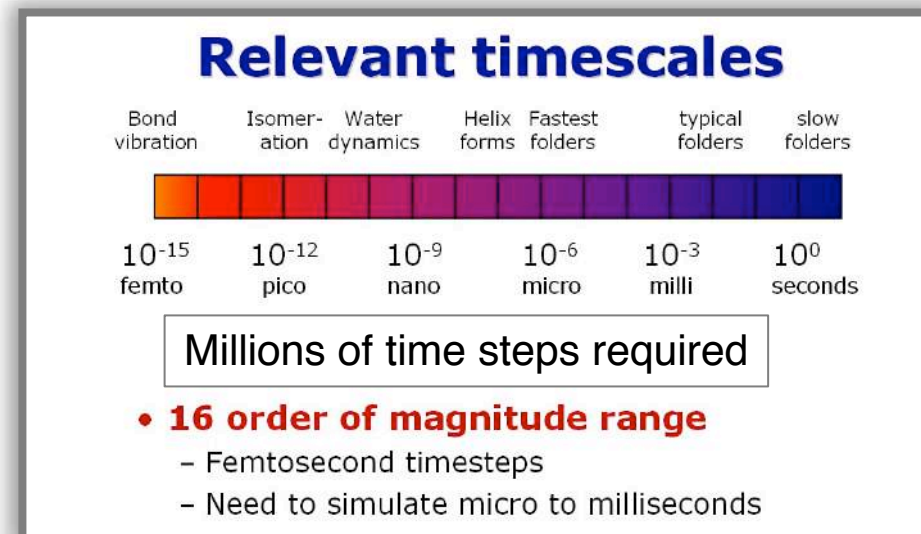 Relevant timescales
Bond Isomer- Water Helix Fastest typical slow
vibration ation dynamics forms folders folders folders
10⁻¹⁵ 10⁻¹² 10⁻⁹ 10⁻⁶ 10⁻³ 10⁰
femto pico nano micro milli seconds
Millions of time steps required
• 16 order of magnitude range
– Femtosecond timesteps
– Need to simulate micro to milliseconds